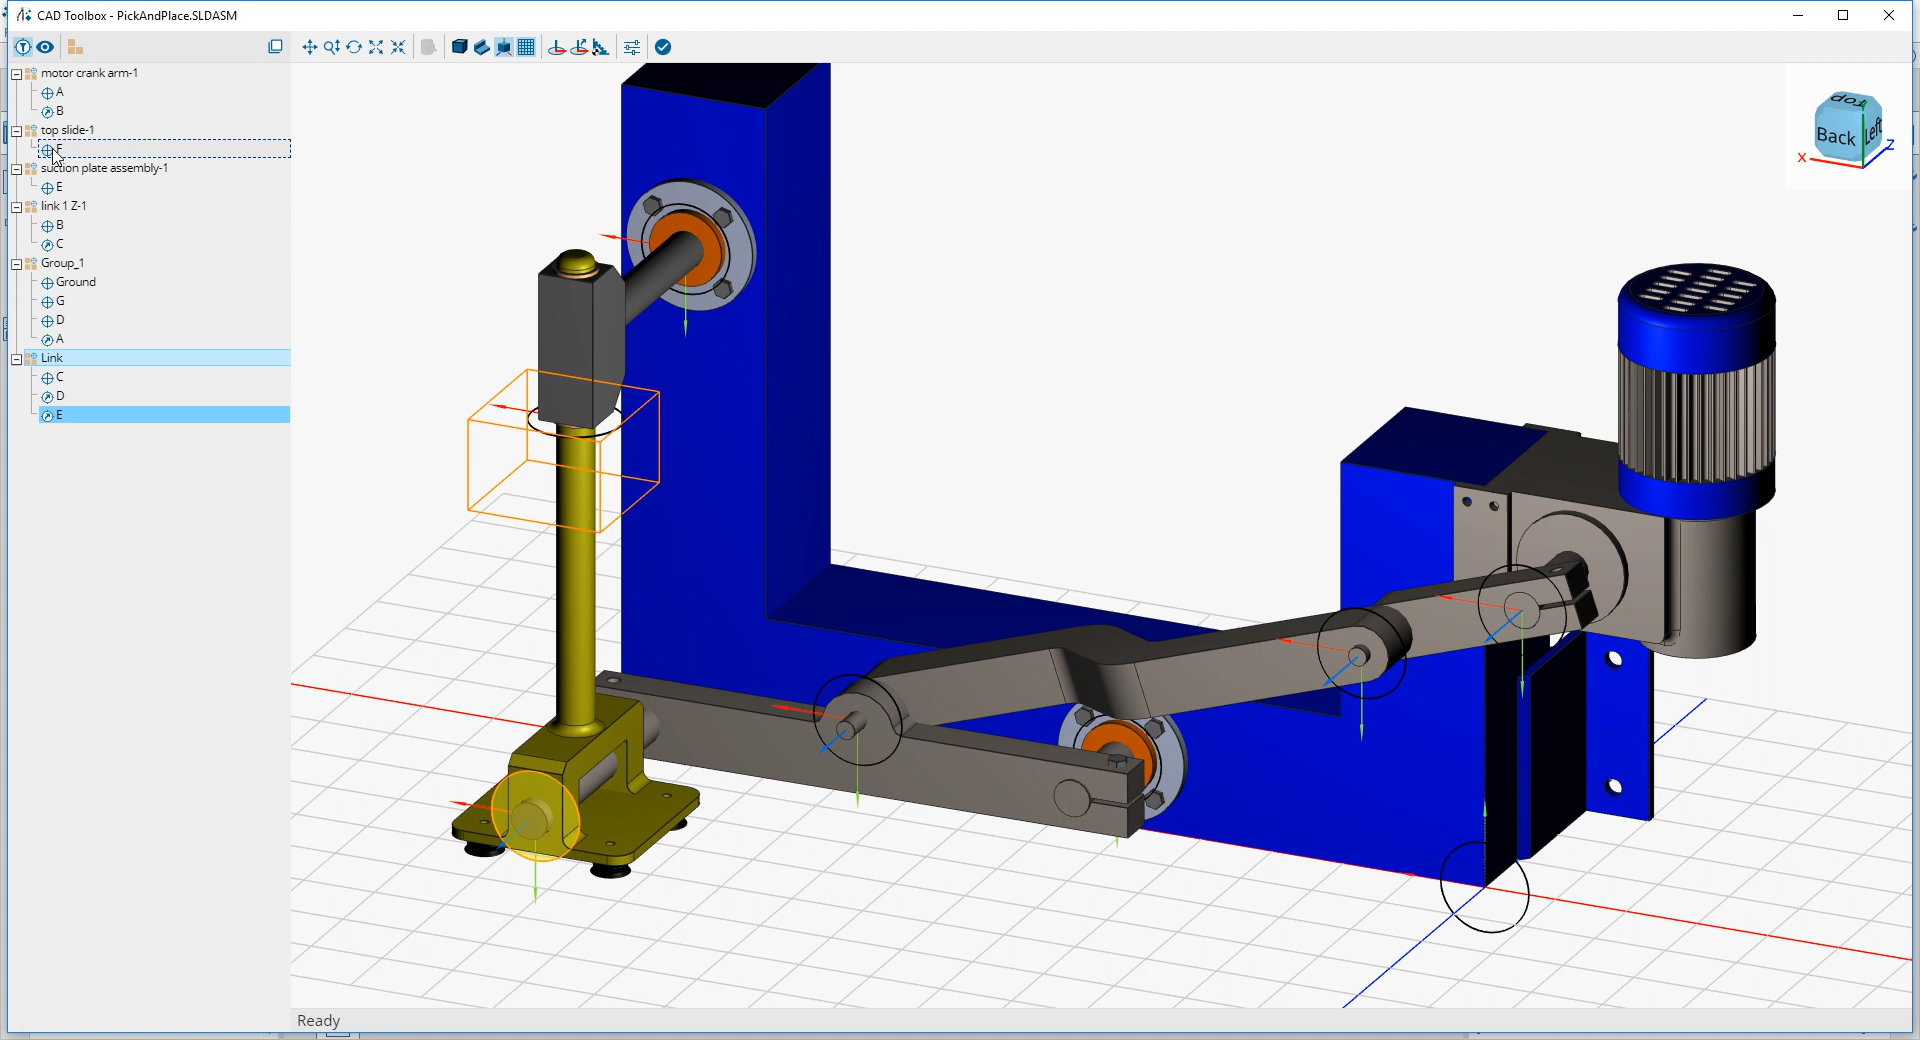 CAD Toolbox - PickAndPlace.SLDASM
motor crank arm-1
A
B
top slide-1
F
suction plate assembly-1
E
link 1 Z-1
B
C
Group_1
Ground
G
D
A
Link
C
D
E
Top
Back
Left
X
Z
Ready